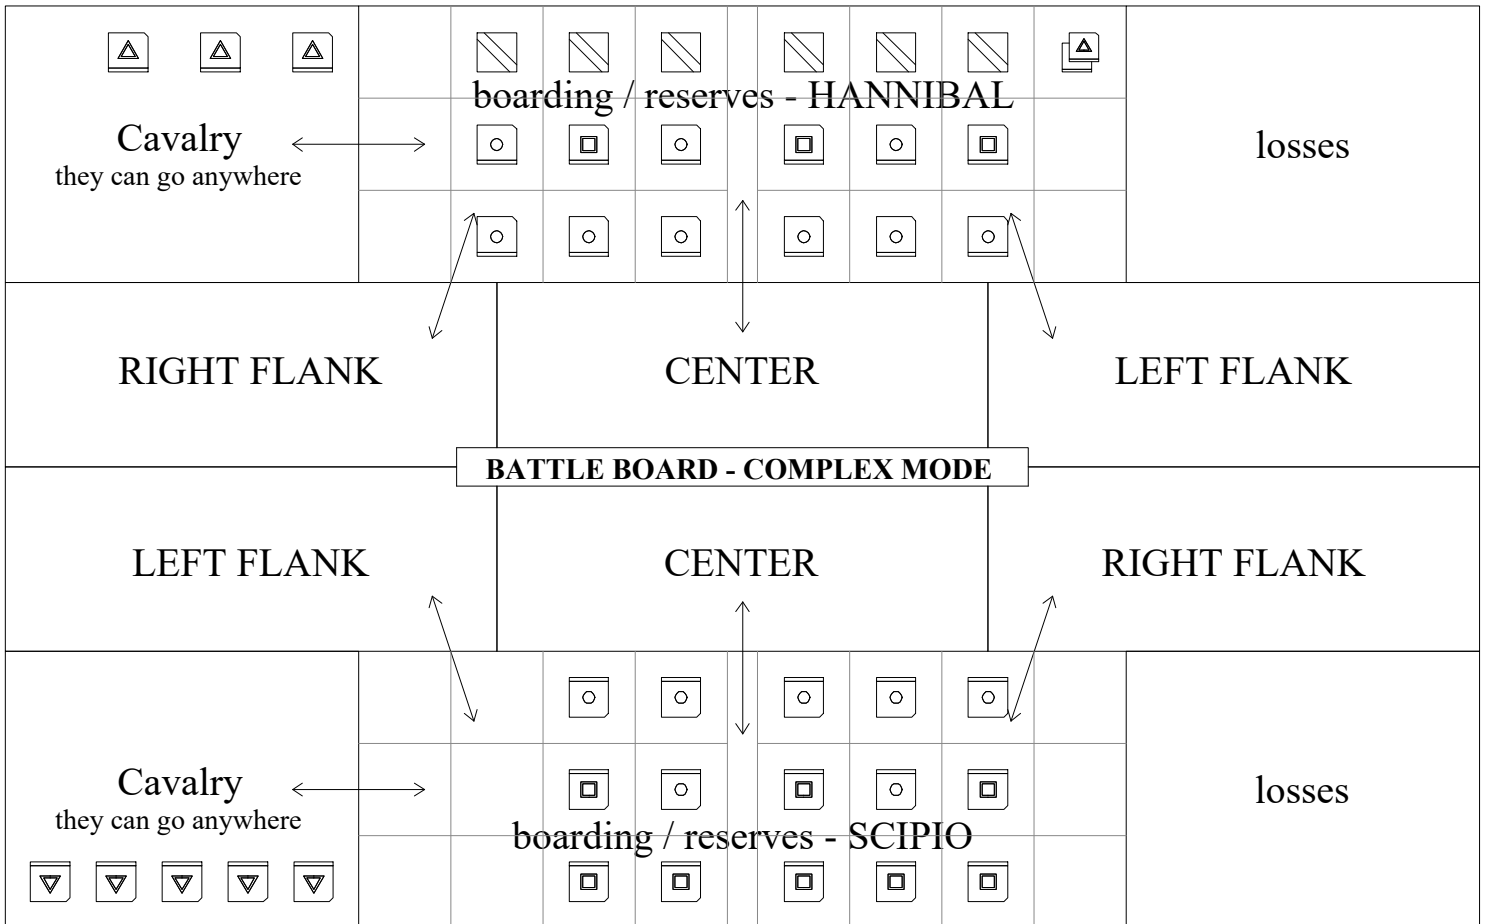 boarding / reserves - HANNIBAL
Cavalry
they can go anywhere
losses
RIGHT FLANK
CENTER
LEFT FLANK
BATTLE BOARD - COMPLEX MODE
LEFT FLANK
CENTER
RIGHT FLANK
Cavalry
they can go anywhere
losses
boarding / reserves - SCIPIO